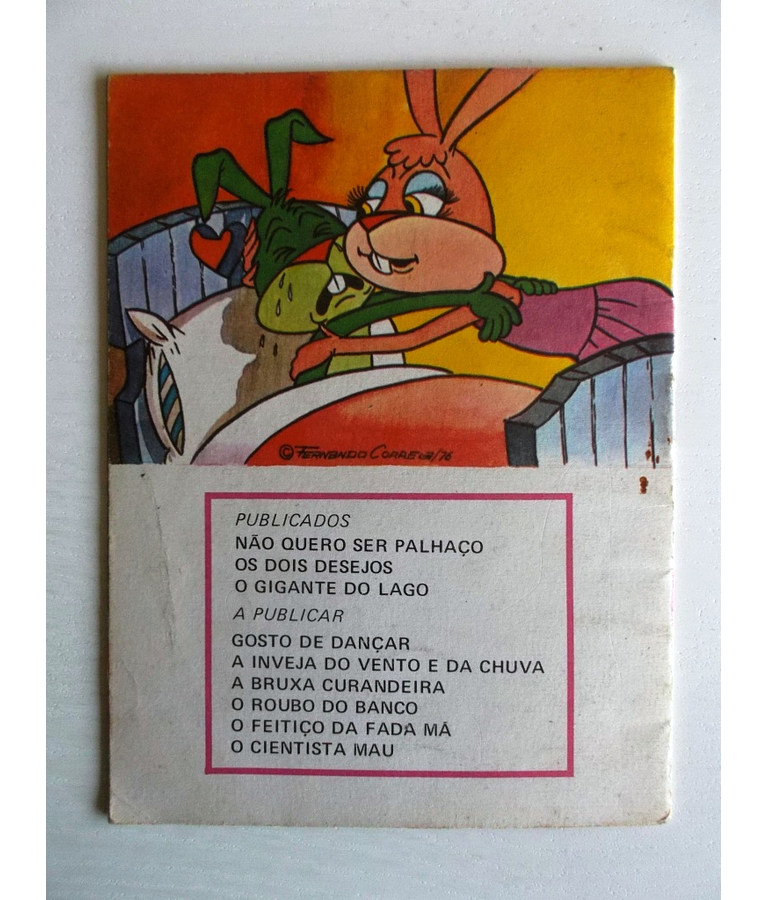 © FERNANDO CORREIA/76
PUBLICADOS
NÃO QUERO SER PALHAÇO
OS DOIS DESEJOS
O GIGANTE DO LAGO
A PUBLICAR
GOSTO DE DANÇAR
A INVEJA DO VENTO E DA CHUVA
A BRUXA CURANDEIRA
O ROUBO DO BANCO
O FEITIÇO DA FADA MÁ
O CIENTISTA MAU